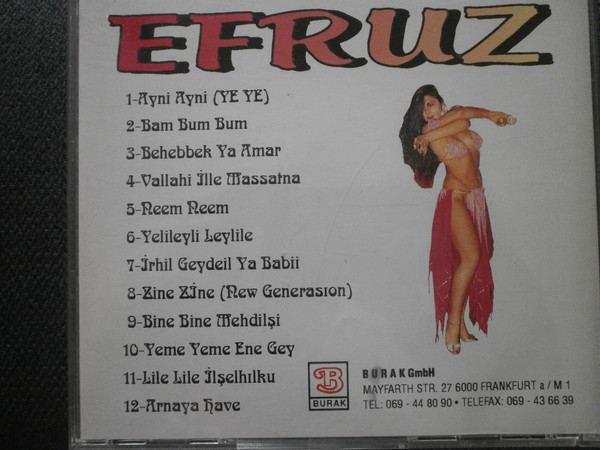 EFRUZ
1-Ayni Ayni (YE YE)
2-Bam Bum Bum
3-Behebbek Ya Amar
4-Vallahi İlle Massatna
5-Neem Neem
6-Yelileyli Leylile
7-İrhil Geydeil Ya Babii
8-Zine Zİne (New Generasıon)
9-Bine Bine Mehdilşi
10-Yeme Yeme Ene Gey
11-Lile Lile İlşelhılku
12-Arnaya Have
B
BURAK
BURAK GmbH
MAYFARTH STR. 27 6000 FRANKFURT a / M 1
TEL: 069 - 44 80 90 • TELEFAX: 069 - 43 66 39